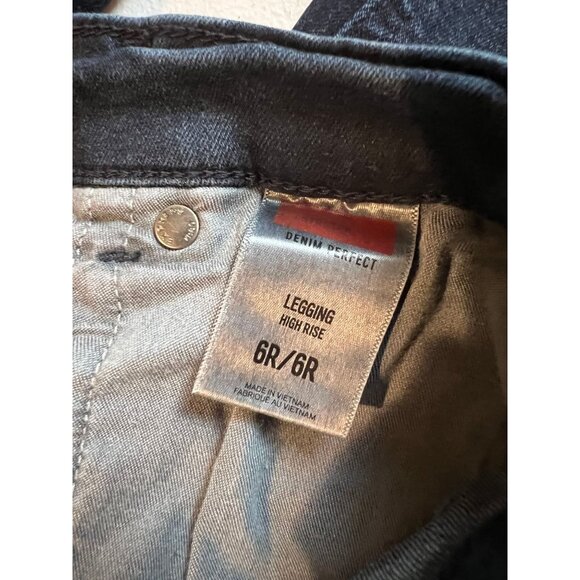 DENIM PERFECT
LEGGING
HIGH RISE
6R/6R
MADE IN VIETNAM
FABRIQUÉ AU VIETNAM